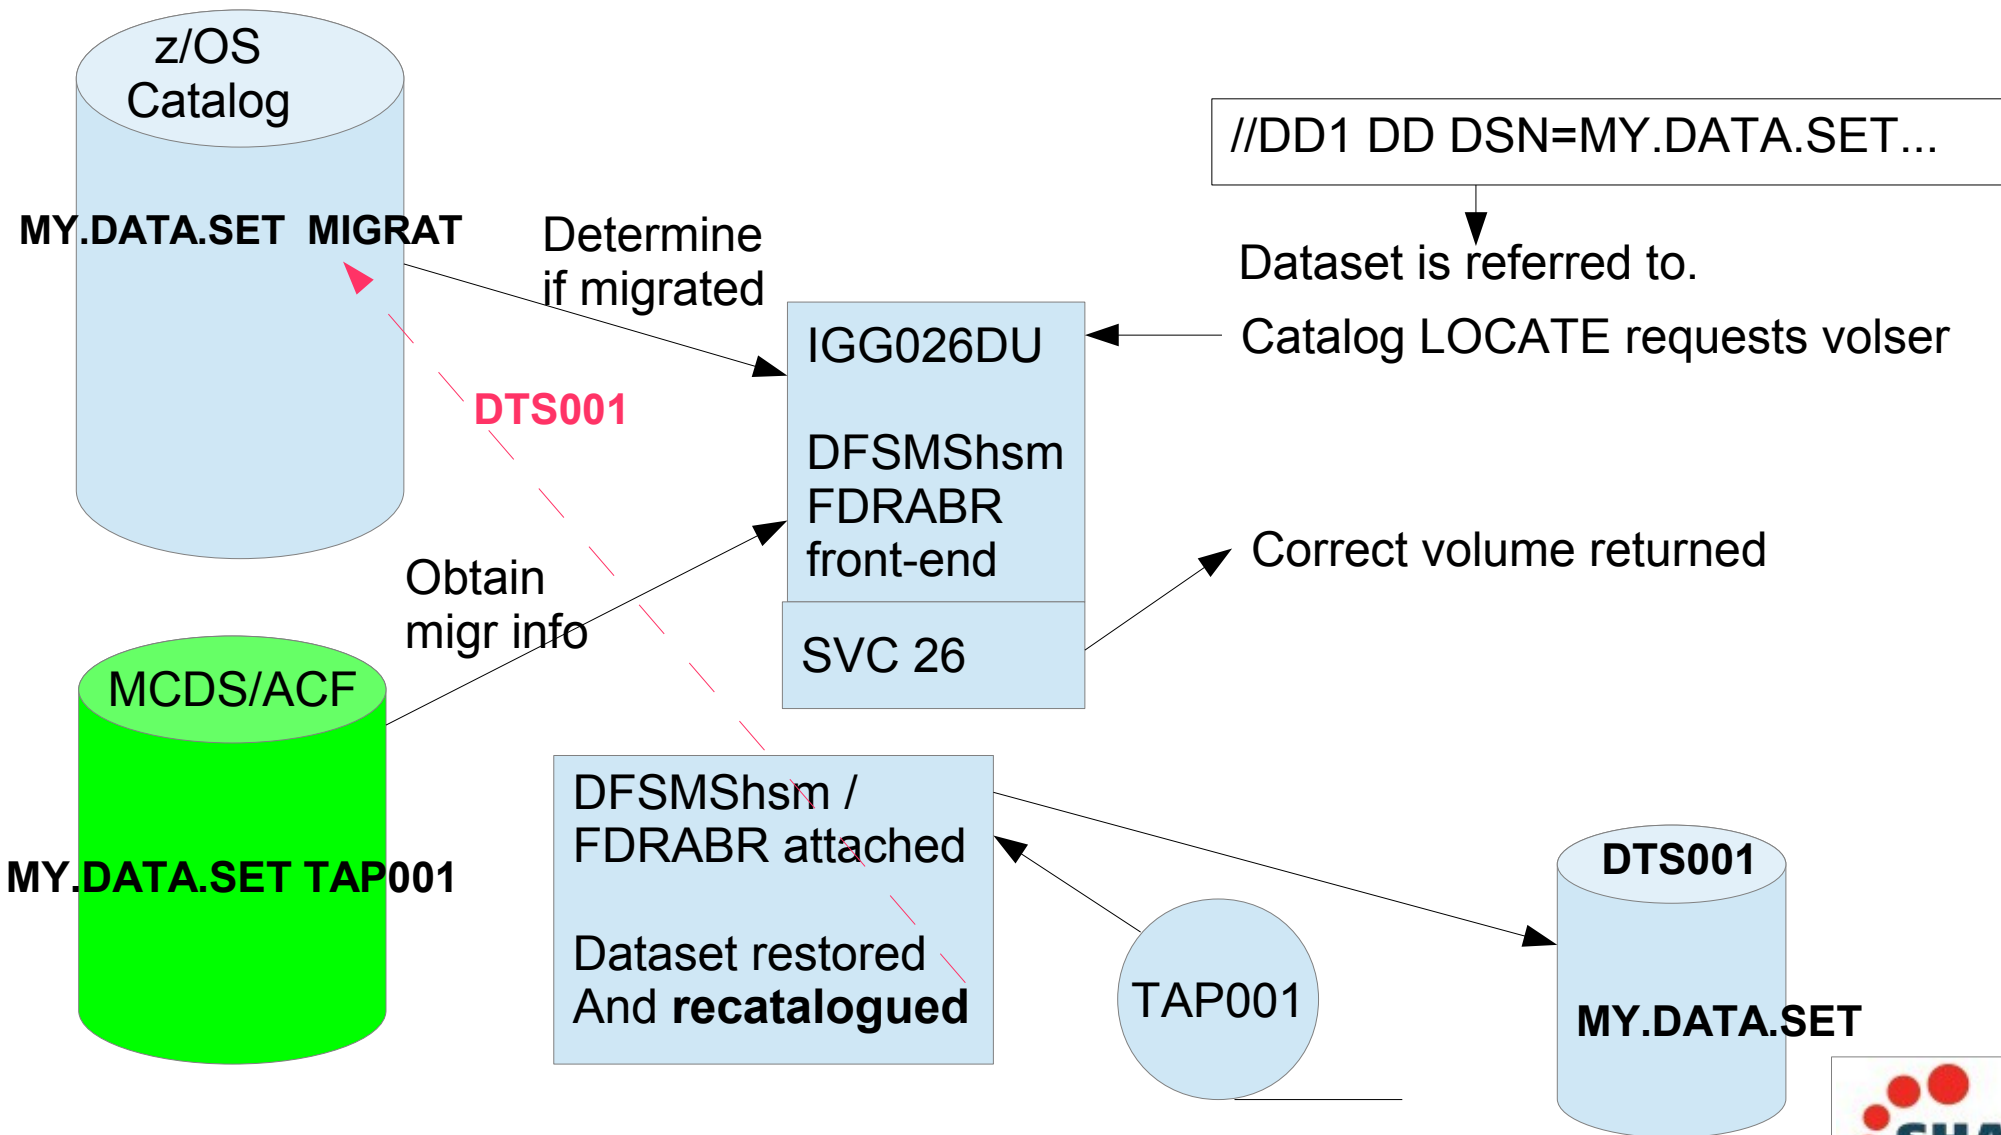 z/OS
Catalog
MY.DATA.SET MIGRAT
Determine
if migrated
//DD1 DD DSN=MY.DATA.SET...
Dataset is referred to.
Catalog LOCATE requests volser
IGG026DU
DFSMShsm
FDRABR
front-end
SVC 26
DTS001
Correct volume returned
Obtain
migr info
MCDS/ACF
MY.DATA.SET TAP001
DFSMShsm /
FDRABR attached
Dataset restored
And recatalogued
TAP001
DTS001
MY.DATA.SET